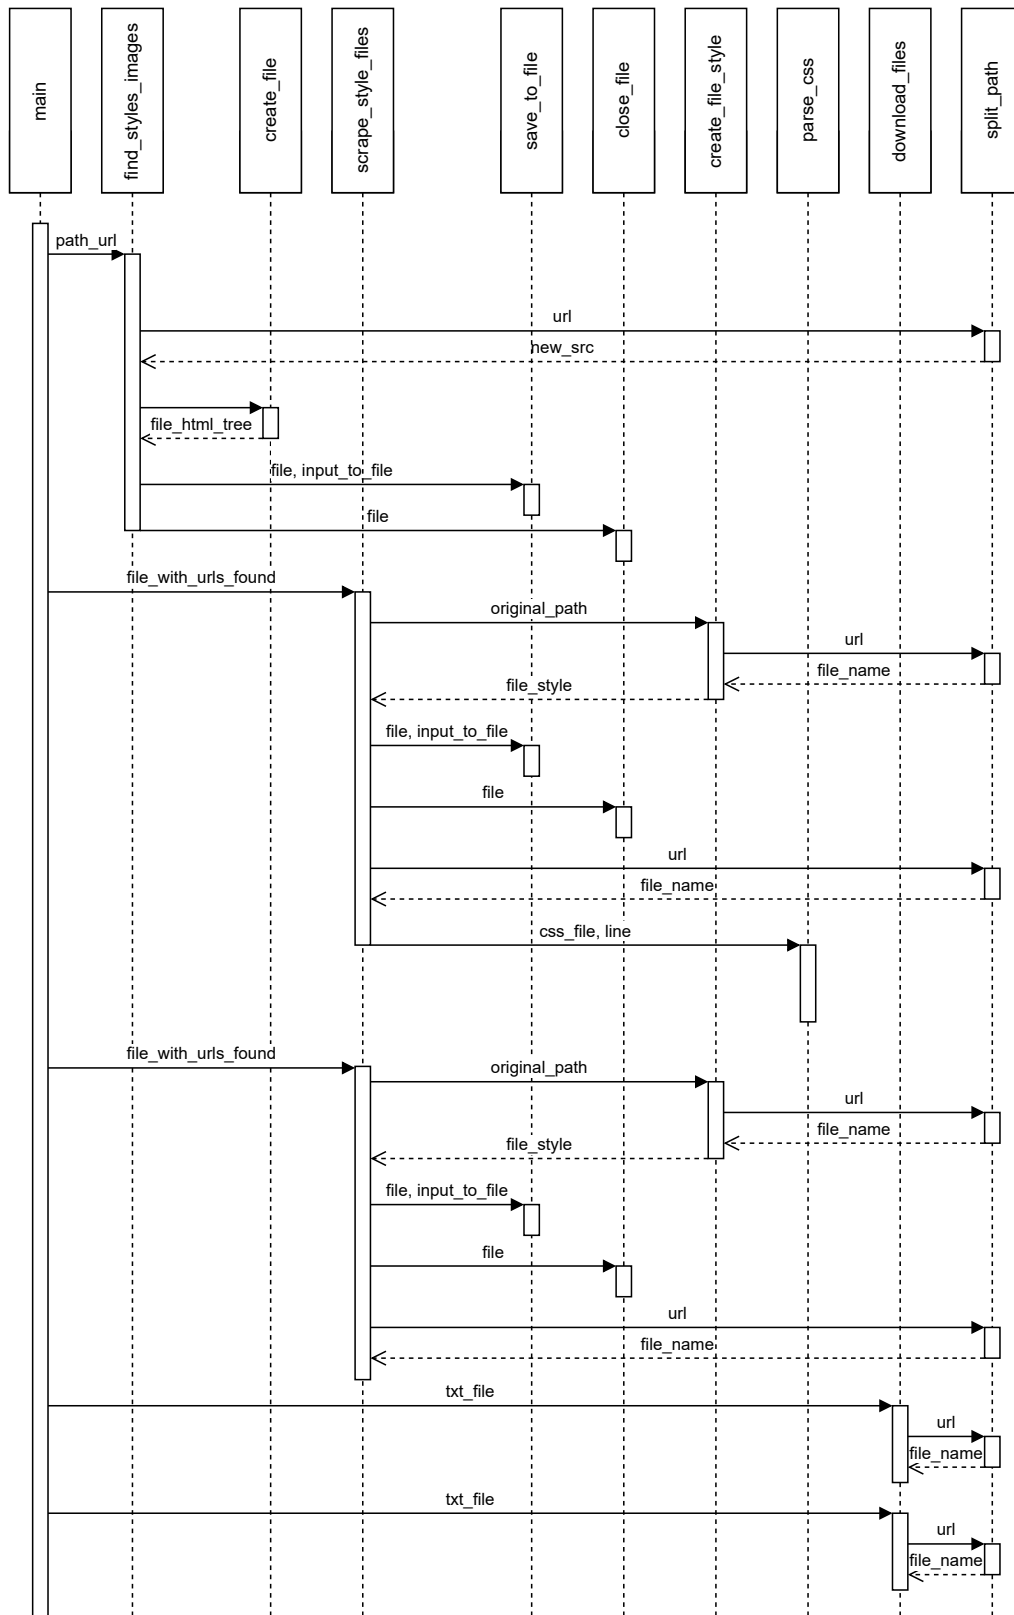 main
find_styles_images
create_file
scrape_style_files
save_to_file
close_file
create_file_style
parse_css
download_files
split_path
path_url
url
new_src
file_html_tree
file, input_to_file
file
file_with_urls_found
original_path
url
file_name
file_style
file, input_to_file
file
url
file_name
css_file, line
file_with_urls_found
original_path
url
file_name
file_style
file, input_to_file
file
url
file_name
txt_file
url
file_name
txt_file
url
file_name